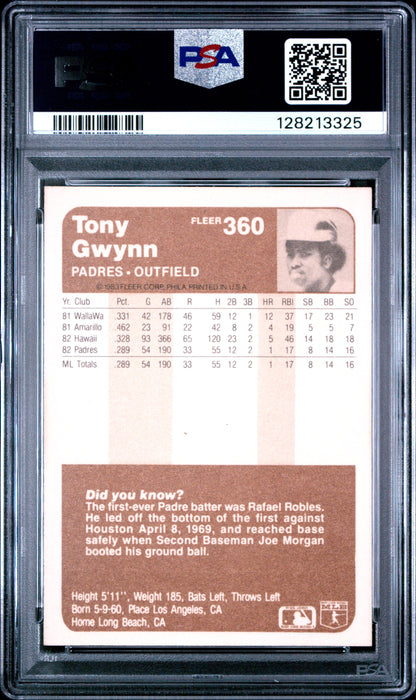 PSA
128213325
Tony
Gwynn
FLEER 360
PADRES • OUTFIELD
© 1983 FLEER CORP. PHILA. PRINTED IN U.S.A.
Yr. Club Pct. G AB R H 2B 3B HR RBI SB BB SO
81 WallaWa .331 42 178 46 59 12 1 12 37 17 23 21
81 Amarillo .462 23 91 22 42 8 2 4 19 5 5 7
82 Hawaii .328 93 366 65 120 23 2 5 46 14 18 18
82 Padres .289 54 190 33 55 12 2 1 17 8 14 16
ML Totals .289 54 190 33 55 12 2 1 17 8 14 16
Did you know?
The first-ever Padre batter was Rafael Robles.
He led off the bottom of the first against
Houston April 8, 1969, and reached base
safely when Second Baseman Joe Morgan
booted his ground ball.
Height 5'11'', Weight 185, Bats Left, Throws Left
Born 5-9-60, Place Los Angeles, CA
Home Long Beach, CA
PSA